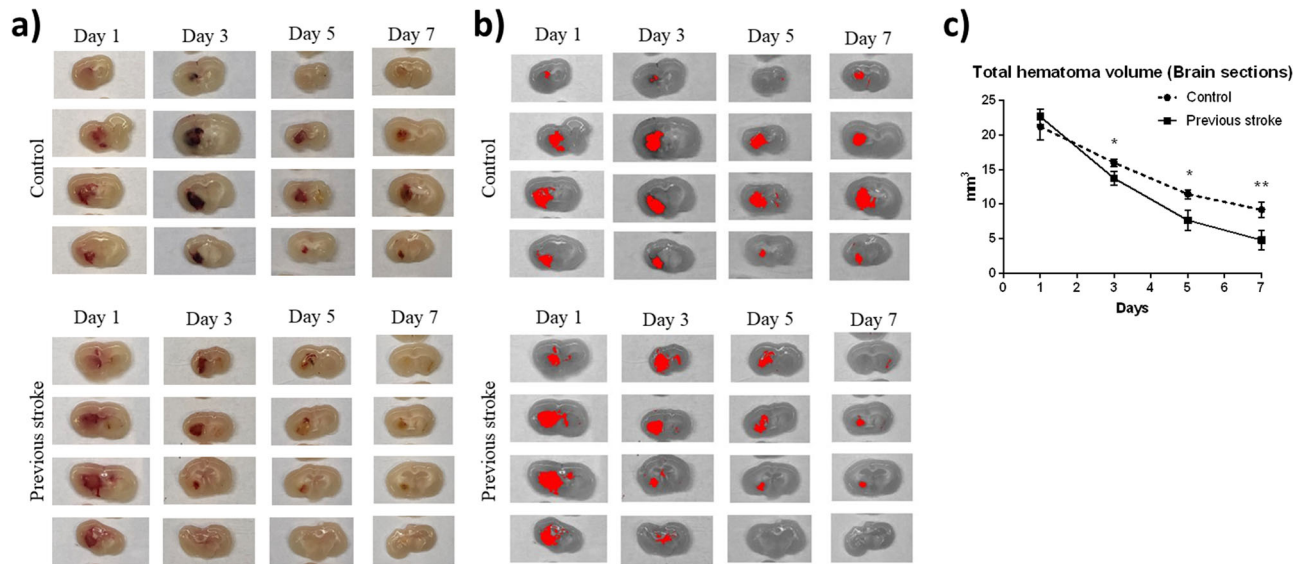 a)
Day 1 Day 3 Day 5 Day 7
Control
Day 1 Day 3 Day 5 Day 7
Previous stroke
b)
Day 1 Day 3 Day 5 Day 7
Control
Day 1 Day 3 Day 5 Day 7
Previous stroke
c)
Total hematoma volume (Brain sections)
Control
Previous stroke
mm³
25
20
15
10
5
0
* * **
0 1 2 3 4 5 6 7
Days